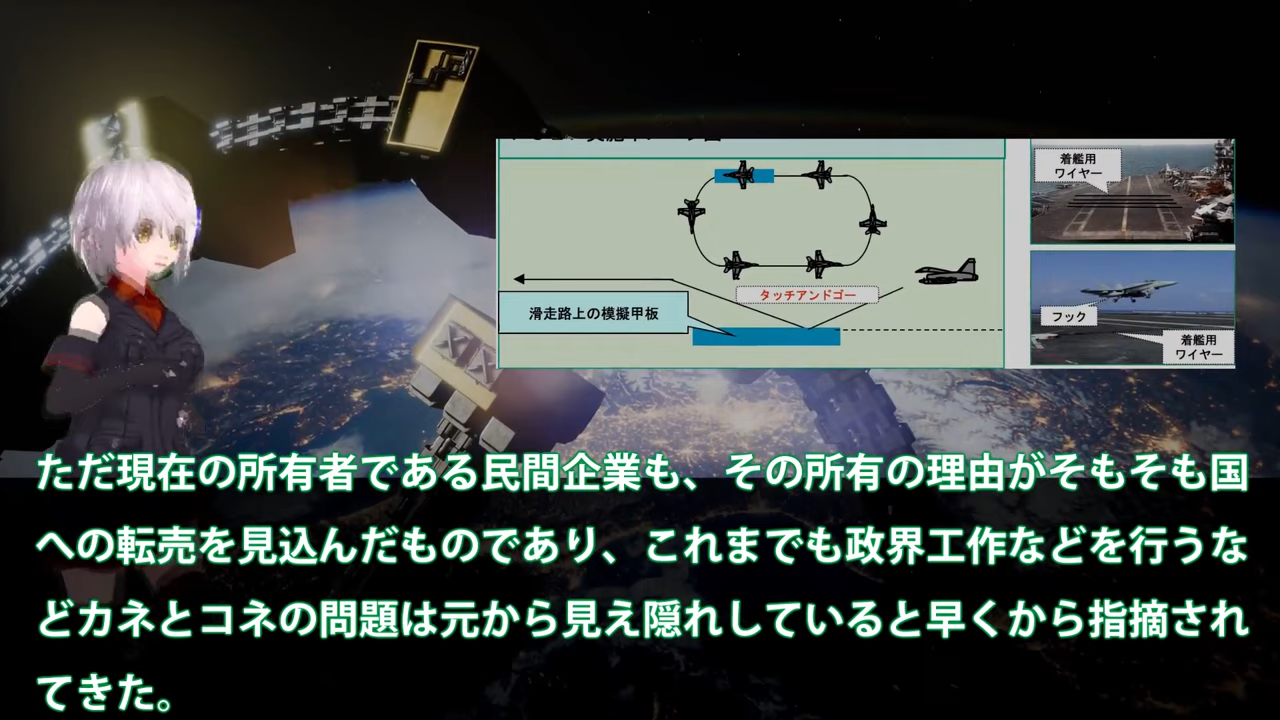 着艦用
ワイヤー
タッチアンドゴー
滑走路上の模擬甲板
フック
着艦用
ワイヤー
ただ現在の所有者である民間企業も、その所有の理由がそもそも国
への転売を見込んだものであり、これまでも政界工作などを行うな
どカネとコネの問題は元から見え隠れしていると早くから指摘され
てきた。